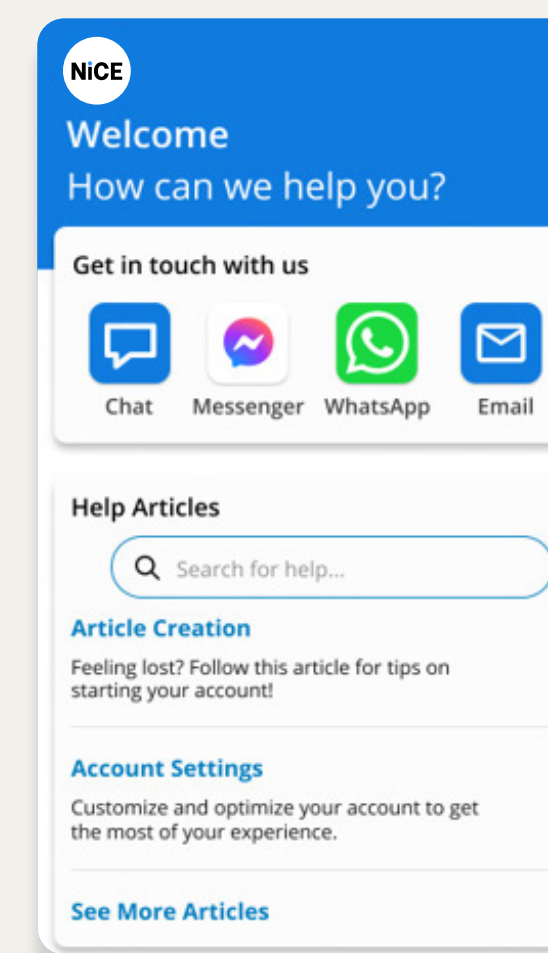 NiCE
Welcome
How can we help you?
Get in touch with us
Chat Messenger WhatsApp Email
Help Articles
Search for help...
Article Creation
Feeling lost? Follow this article for tips on
starting your account!
Account Settings
Customize and optimize your account to get
the most of your experience.
See More Articles